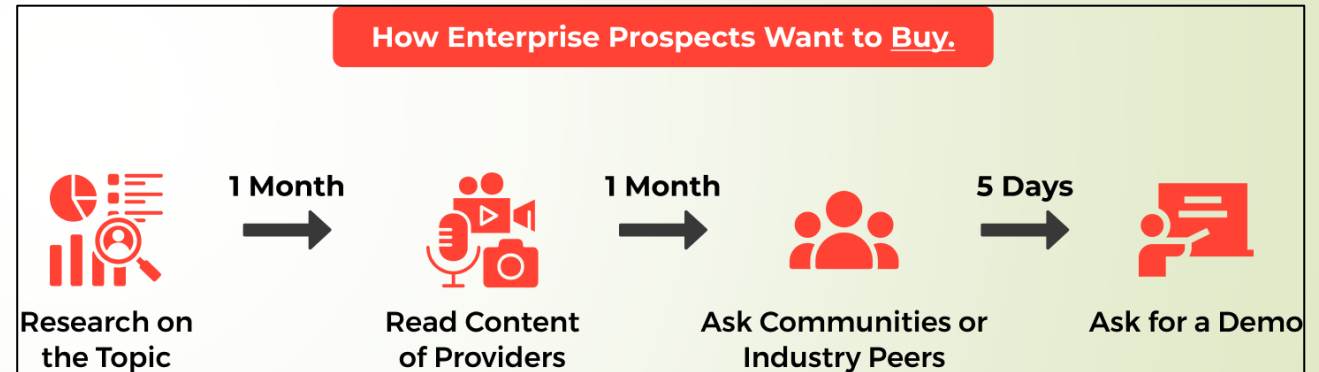 How Enterprise Prospects Want to Buy.
1 Month
1 Month
5 Days
Research on
the Topic
Read Content
of Providers
Ask Communities or
Industry Peers
Ask for a Demo